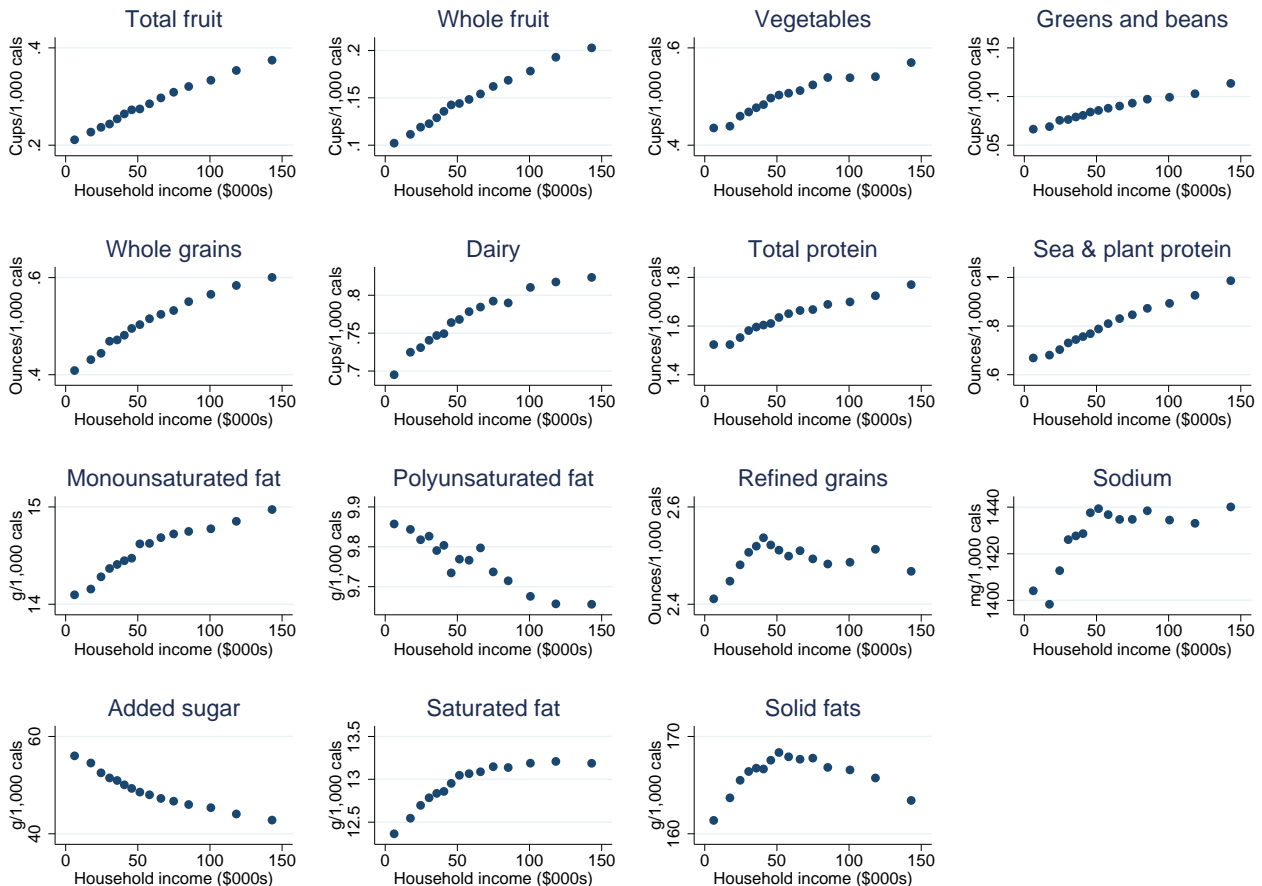 Total fruit
Cups/1,000 cals
.2 .4
0 50 100 150
Household income ($000s)
Whole fruit
Cups/1,000 cals
.1 .15 .2
0 50 100 150
Household income ($000s)
Vegetables
Cups/1,000 cals
.4 .6
0 50 100 150
Household income ($000s)
Greens and beans
Cups/1,000 cals
.05 .1 .15
0 50 100 150
Household income ($000s)
Whole grains
Ounces/1,000 cals
.4 .6
0 50 100 150
Household income ($000s)
Dairy
Cups/1,000 cals
.7 .75 .8
0 50 100 150
Household income ($000s)
Total protein
Ounces/1,000 cals
1.4 1.6 1.8
0 50 100 150
Household income ($000s)
Sea & plant protein
Ounces/1,000 cals
.6 .8 1
0 50 100 150
Household income ($000s)
Monounsaturated fat
g/1,000 cals
14 15
0 50 100 150
Household income ($000s)
Polyunsaturated fat
g/1,000 cals
9.7 9.8 9.9
0 50 100 150
Household income ($000s)
Refined grains
Ounces/1,000 cals
2.4 2.6
0 50 100 150
Household income ($000s)
Sodium
mg/1,000 cals
1400 1420 1440
0 50 100 150
Household income ($000s)
Added sugar
g/1,000 cals
40 60
0 50 100 150
Household income ($000s)
Saturated fat
g/1,000 cals
12.5 13 13.5
0 50 100 150
Household income ($000s)
Solid fats
g/1,000 cals
160 170
0 50 100 150
Household income ($000s)